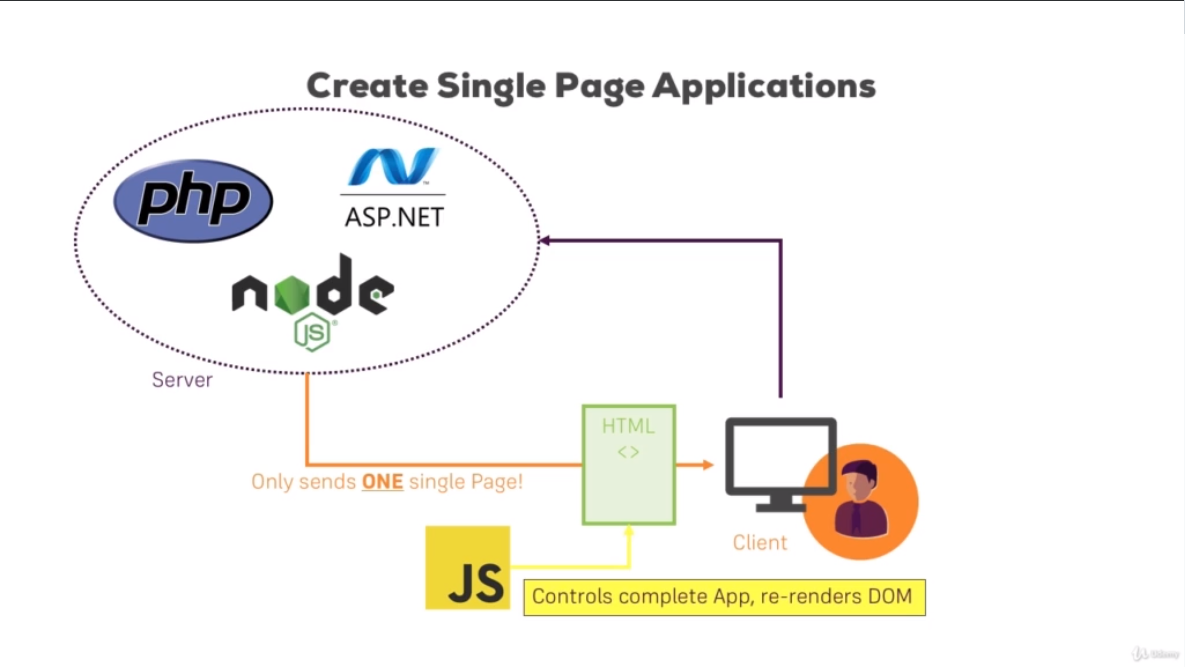 Create Single Page Applications
php
ASP.NET
node
JS
Server
HTML
<>
Only sends ONE single Page!
Client
JS
Controls complete App, re-renders DOM
Udemy